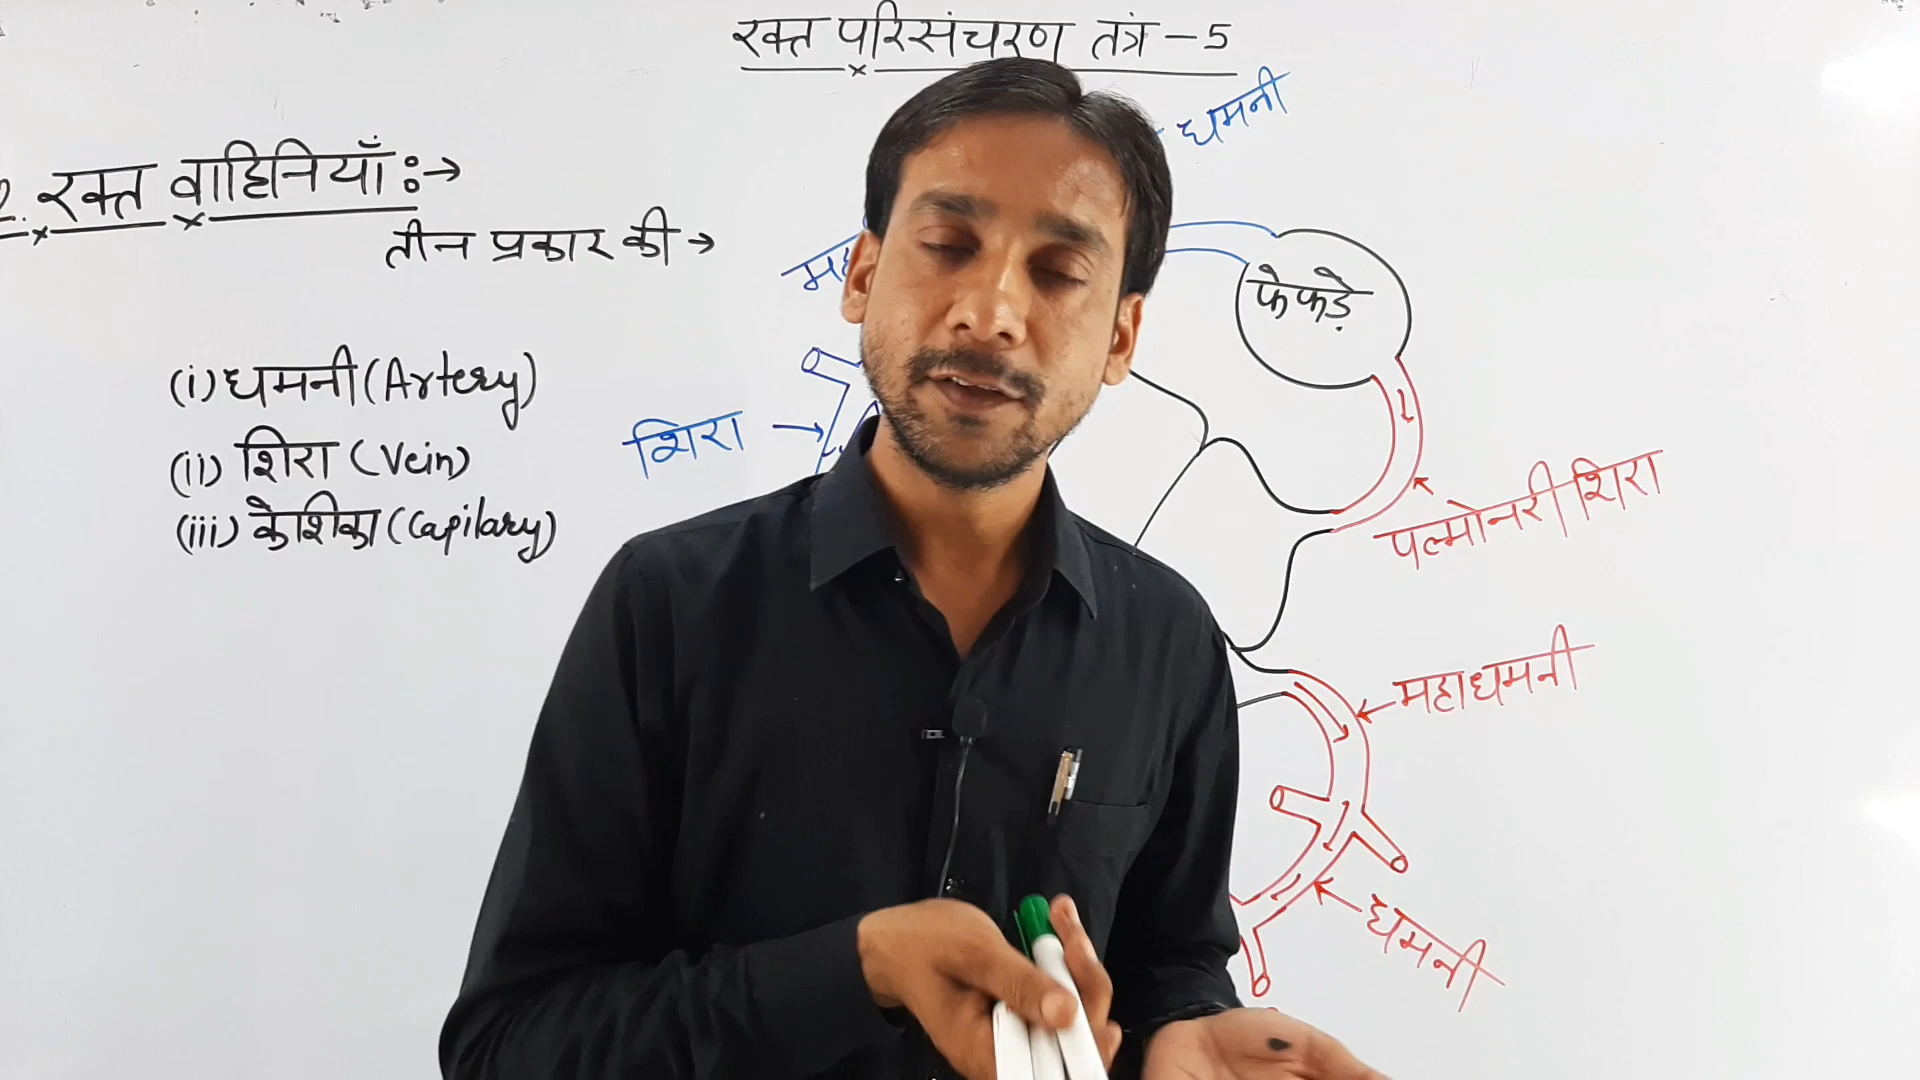 रक्त परिसंचरण तंत्र - 5
2. रक्त वाहिनियाँ :→
तीन प्रकार की →
(i) धमनी (Artery)
(ii) शिरा (Vein)
(iii) केशिका (Capilary)
धमनी
शिरा →
फेफड़े
पल्मोनरी शिरा
महाधमनी
धमनी